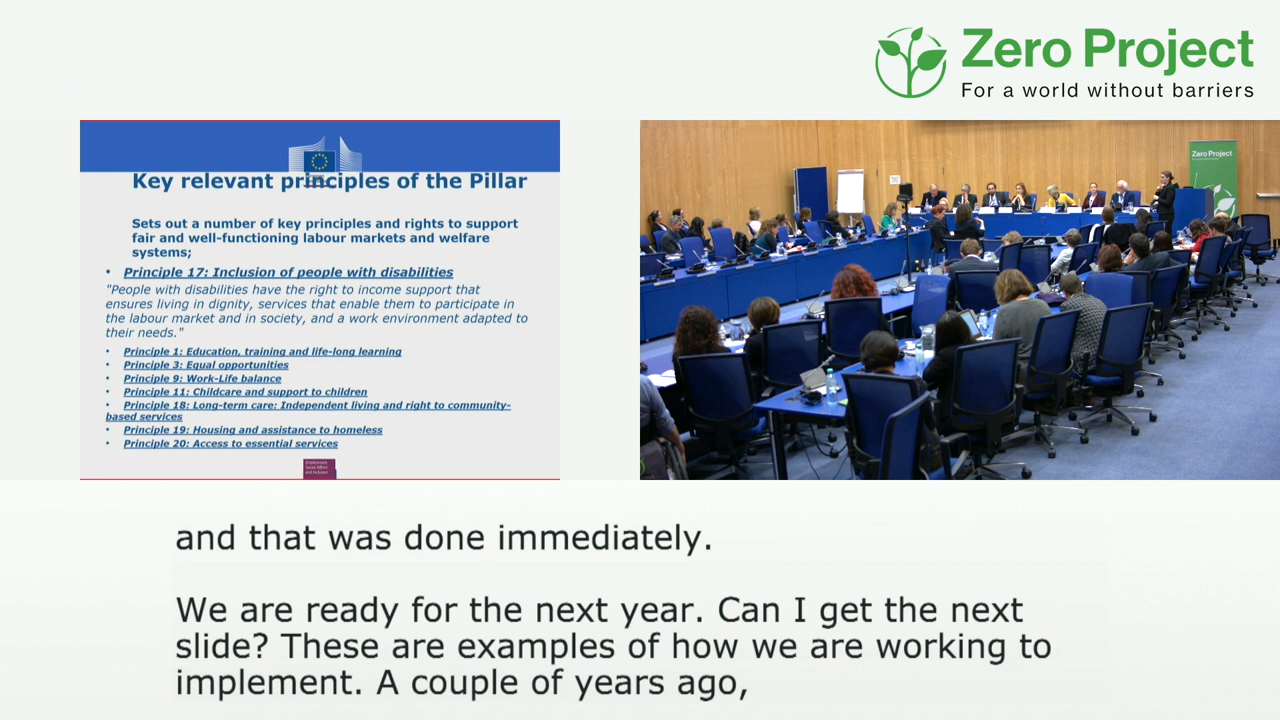 Zero Project
For a world without barriers
Key relevant principles of the Pillar
Sets out a number of key principles and rights to support
fair and well-functioning labour markets and welfare
systems;
• Principle 17: Inclusion of people with disabilities
"People with disabilities have the right to income support that
ensures living in dignity, services that enable them to participate in
the labour market and in society, and a work environment adapted to
their needs."
• Principle 1: Education, training and life-long learning
• Principle 3: Equal opportunities
• Principle 9: Work-Life balance
• Principle 11: Childcare and support to children
• Principle 18: Long-term care: Independent living and right to community-
based services
• Principle 19: Housing and assistance to homeless
• Principle 20: Access to essential services
Employment,
Social Affairs
and Inclusion
Zero Project
and that was done immediately.
We are ready for the next year. Can I get the next
slide? These are examples of how we are working to
implement. A couple of years ago,